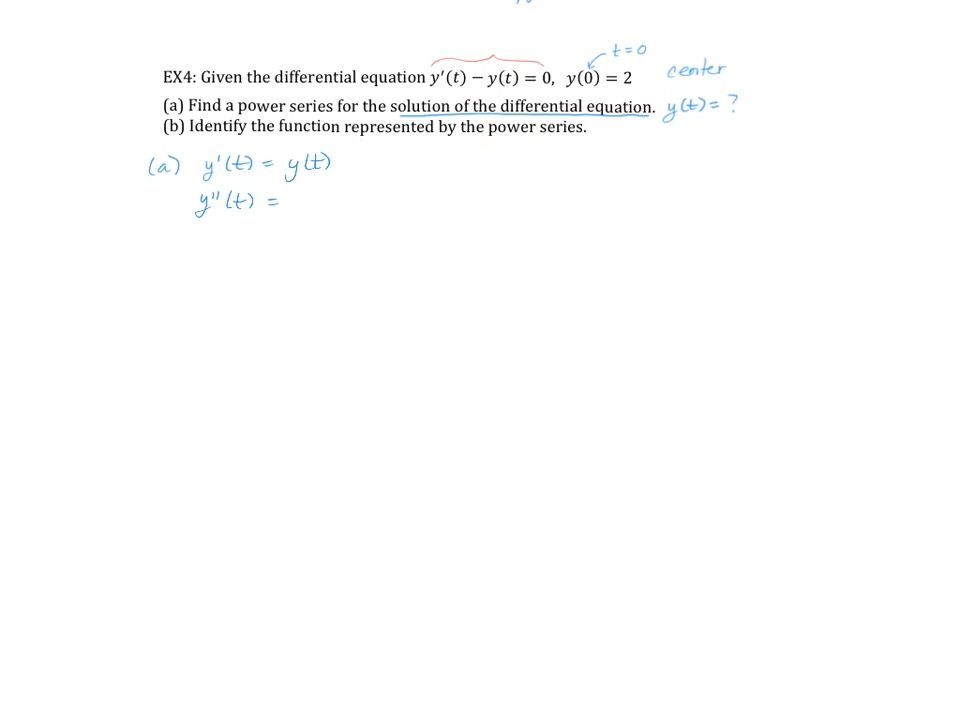 t=0
EX4: Given the differential equation y′(t) − y(t) = 0, y(0) = 2 center
(a) Find a power series for the solution of the differential equation. y(t)= ?
(b) Identify the function represented by the power series.
(a) y'(t) = y(t)
y"(t) =